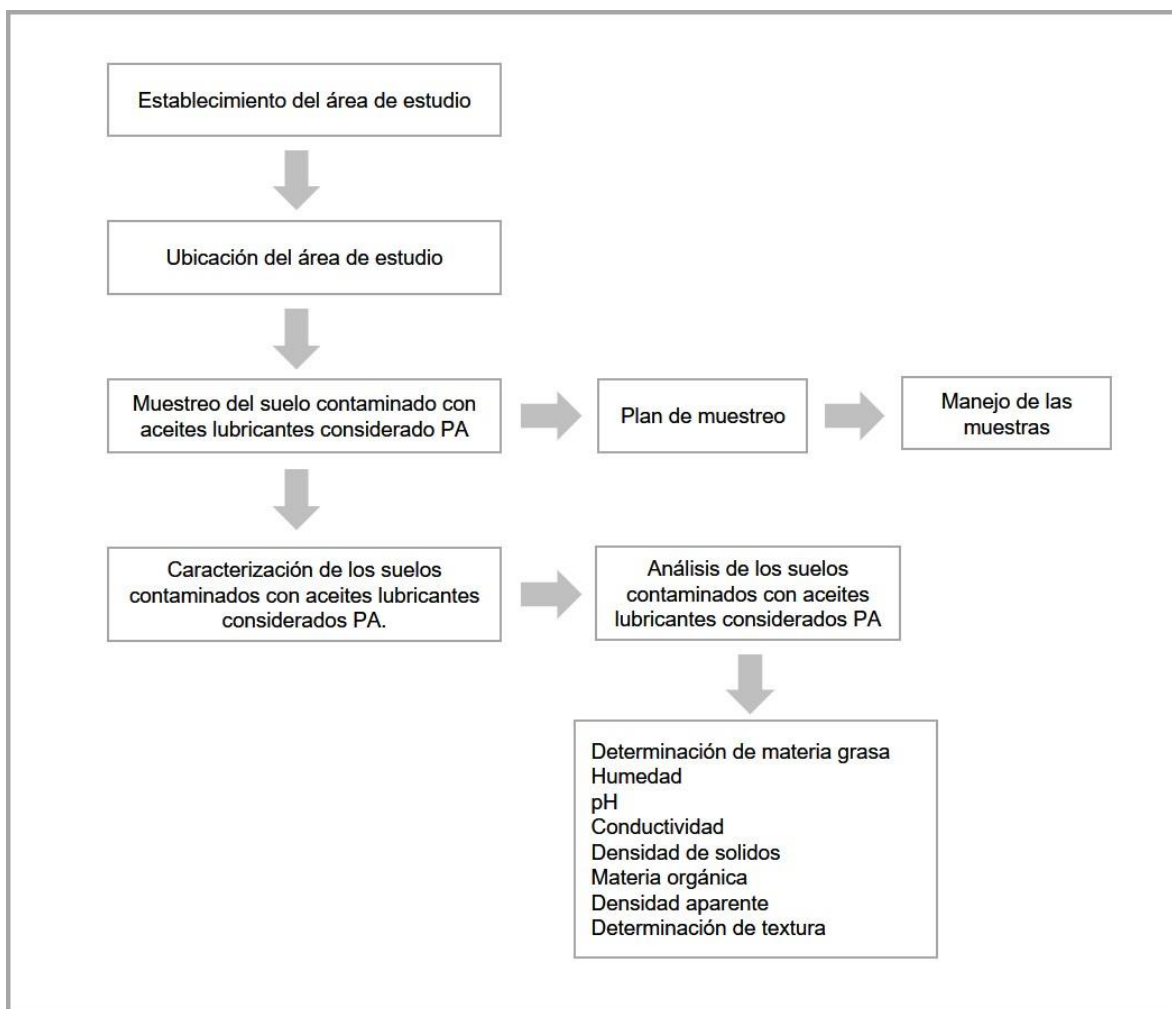 Establecimiento del área de estudio
Ubicación del área de estudio
Muestreo del suelo contaminado con
aceites lubricantes considerado PA
Plan de muestreo
Manejo de las
muestras
Caracterización de los suelos
contaminados con aceites lubricantes
considerados PA.
Análisis de los suelos
contaminados con aceites
lubricantes considerados PA
Determinación de materia grasa
Humedad
pH
Conductividad
Densidad de solidos
Materia orgánica
Densidad aparente
Determinación de textura